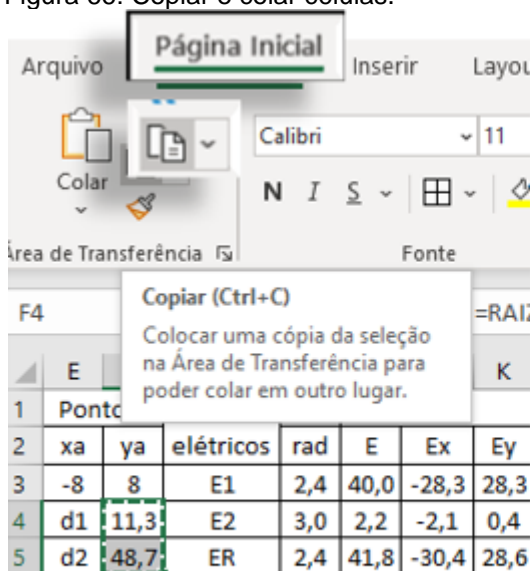 Figura 36. Copiar e colar células.
Arquivo Página Inicial Inserir
Calibri 11
Colar
N I S
Área de Transferência Fonte
F4
Copiar (Ctrl+C)
Colocar uma cópia da seleção
na Área de Transferência para
poder colar em outro lugar.
E K
1
2 xa ya elétricos rad E Ex Ey
3 -8 8 E1 2,4 40,0 -28,3 28,3
4 d1 11,3 E2 3,0 2,2 -2,1 0,4
5 d2 48,7 ER 2,4 41,8 -30,4 28,6